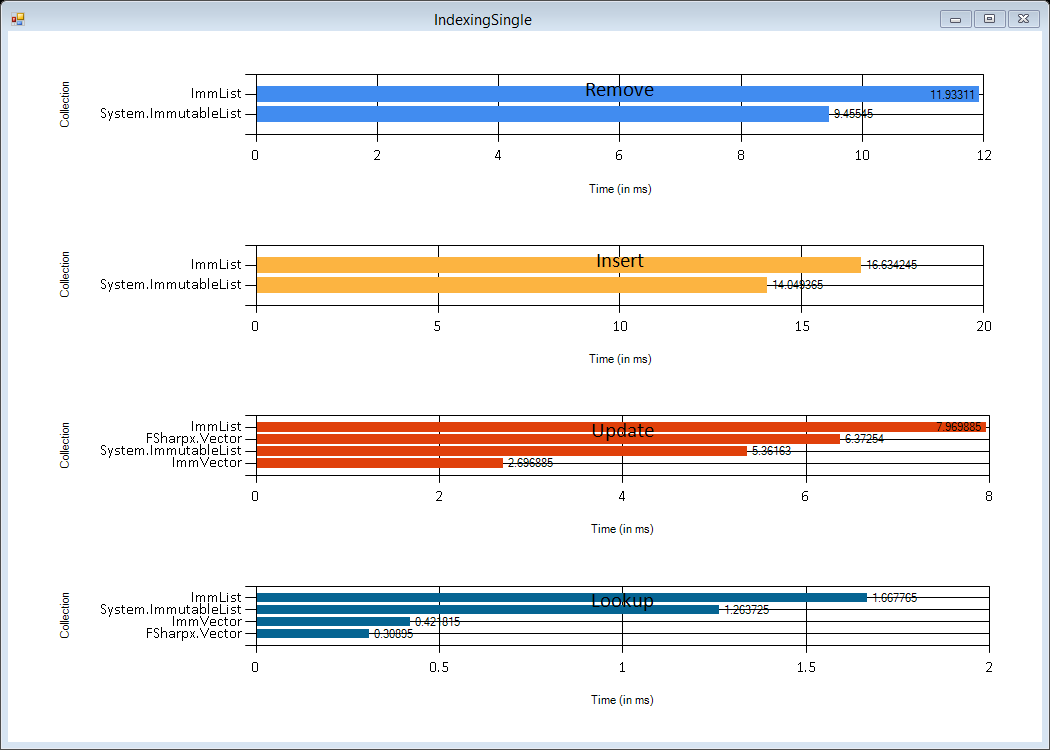 IndexingSingle
Remove
Collection
ImmList 11.93311
System.ImmutableList 9.45545
0 2 4 6 8 10 12
Time (in ms)
Insert
Collection
ImmList 16.634245
System.ImmutableList 14.049365
0 5 10 15 20
Time (in ms)
Update
Collection
ImmList 7.969885
FSharpx.Vector 6.37254
System.ImmutableList 5.36163
ImmVector 2.696885
0 2 4 6 8
Time (in ms)
Lookup
Collection
ImmList 1.667765
System.ImmutableList 1.263725
ImmVector 0.421815
FSharpx.Vector 0.30895
0 0.5 1 1.5 2
Time (in ms)